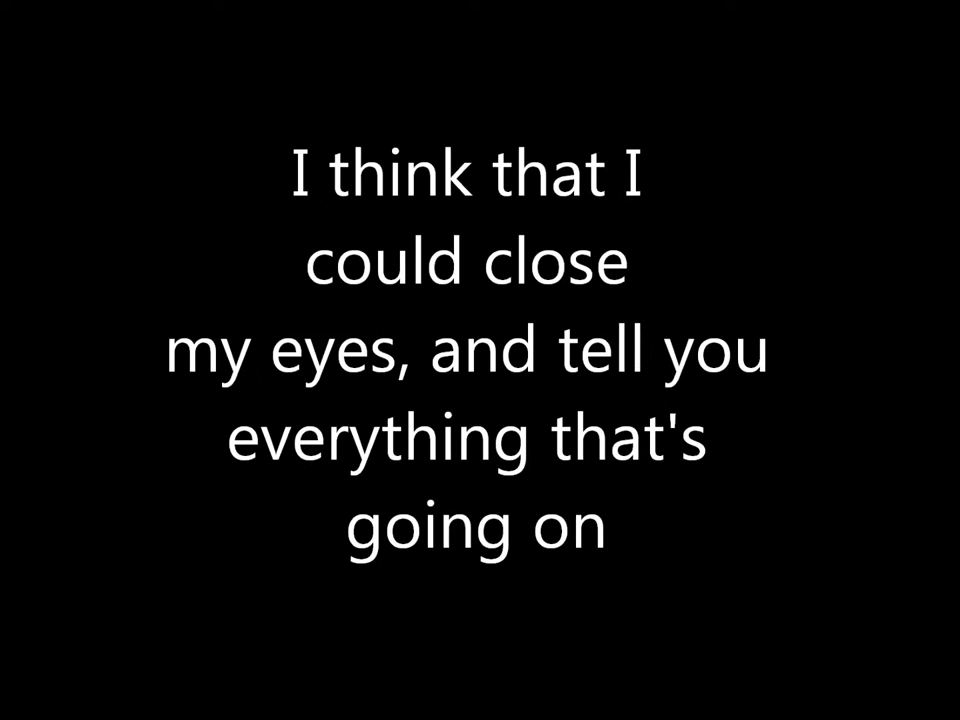 I think that I
could close
my eyes, and tell you
everything that's
going on